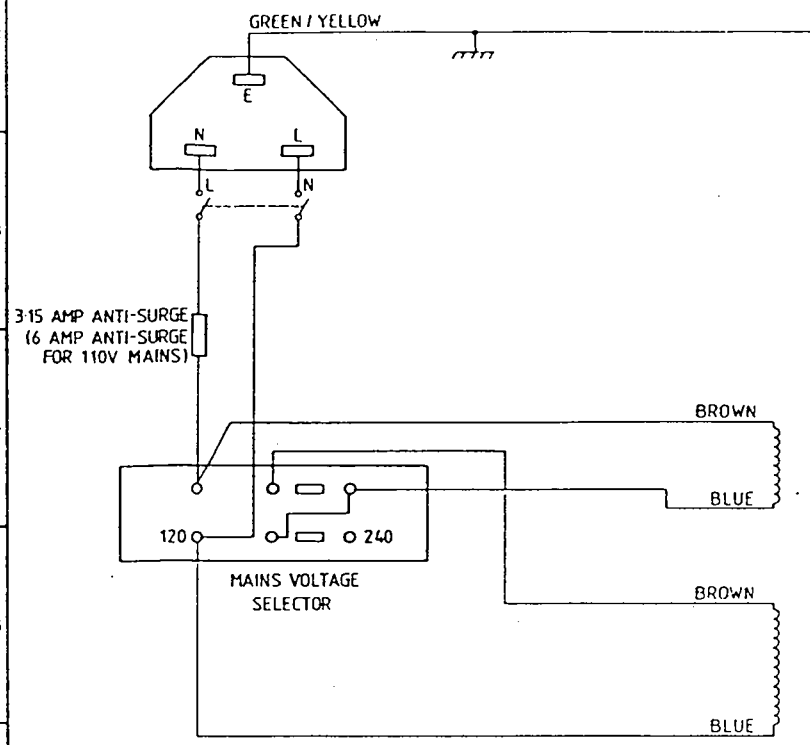 GREEN / YELLOW
E
N L
L N
3·15 AMP ANTI-SURGE
(6 AMP ANTI-SURGE
FOR 110V MAINS)
BROWN
BLUE
120
240
MAINS VOLTAGE
SELECTOR
BROWN
BLUE